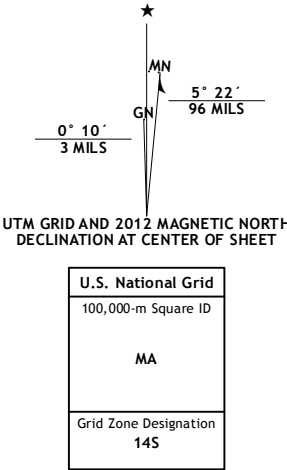 ★
MN
GN
5° 22´
96 MILS
0° 10´
3 MILS
UTM GRID AND 2012 MAGNETIC NORTH
DECLINATION AT CENTER OF SHEET
U.S. National Grid
100,000-m Square ID
MA
Grid Zone Designation
14S